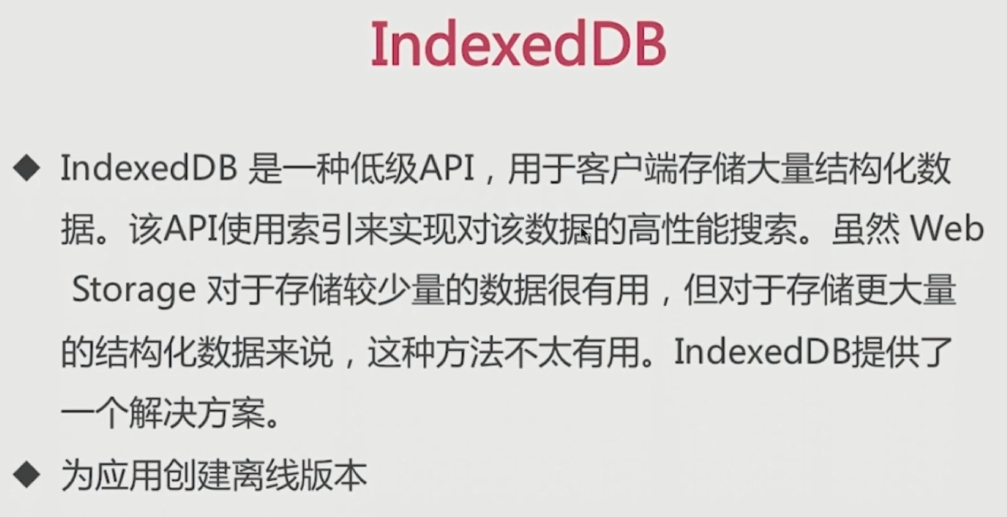 IndexedDB
◆ IndexedDB 是一种低级API，用于客户端存储大量结构化数
据。该API使用索引来实现对该数据的高性能搜索。虽然 Web
Storage 对于存储较少量的数据很有用，但对于存储更大量
的结构化数据来说，这种方法不太有用。IndexedDB提供了
一个解决方案。
◆ 为应用创建离线版本